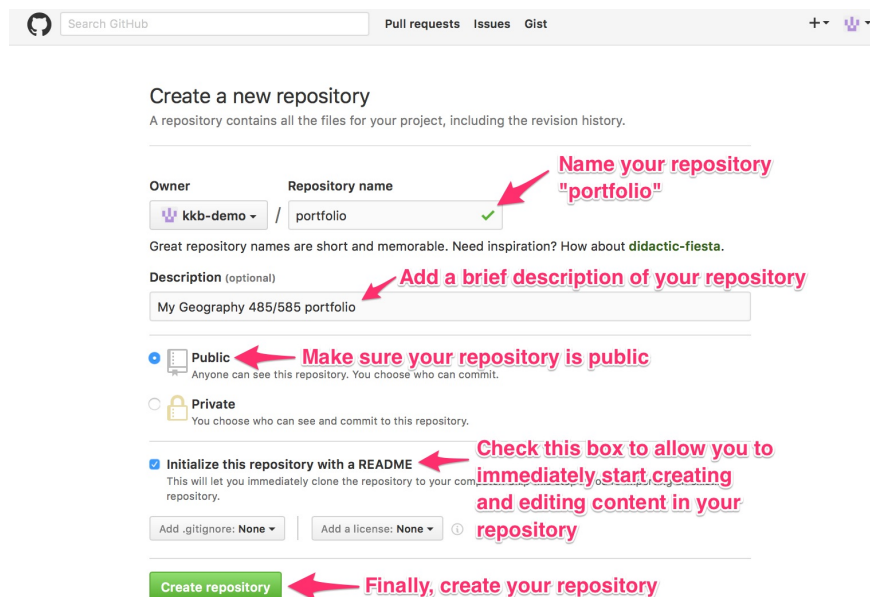 Search GitHub
Pull requests Issues Gist
Create a new repository
A repository contains all the files for your project, including the revision history.
Name your repository
"portfolio"
Owner Repository name
kkb-demo / portfolio
Great repository names are short and memorable. Need inspiration? How about didactic-fiesta.
Description (optional)
Add a brief description of your repository
My Geography 485/585 portfolio
Public
Make sure your repository is public
Anyone can see this repository. You choose who can commit.
Private
You choose who can see and commit to this repository.
Initialize this repository with a README
Check this box to allow you to
immediately start creating
and editing content in your
repository
This will let you immediately clone the repository to your
repository.
Add .gitignore: None Add a license: None
Create repository
Finally, create your repository